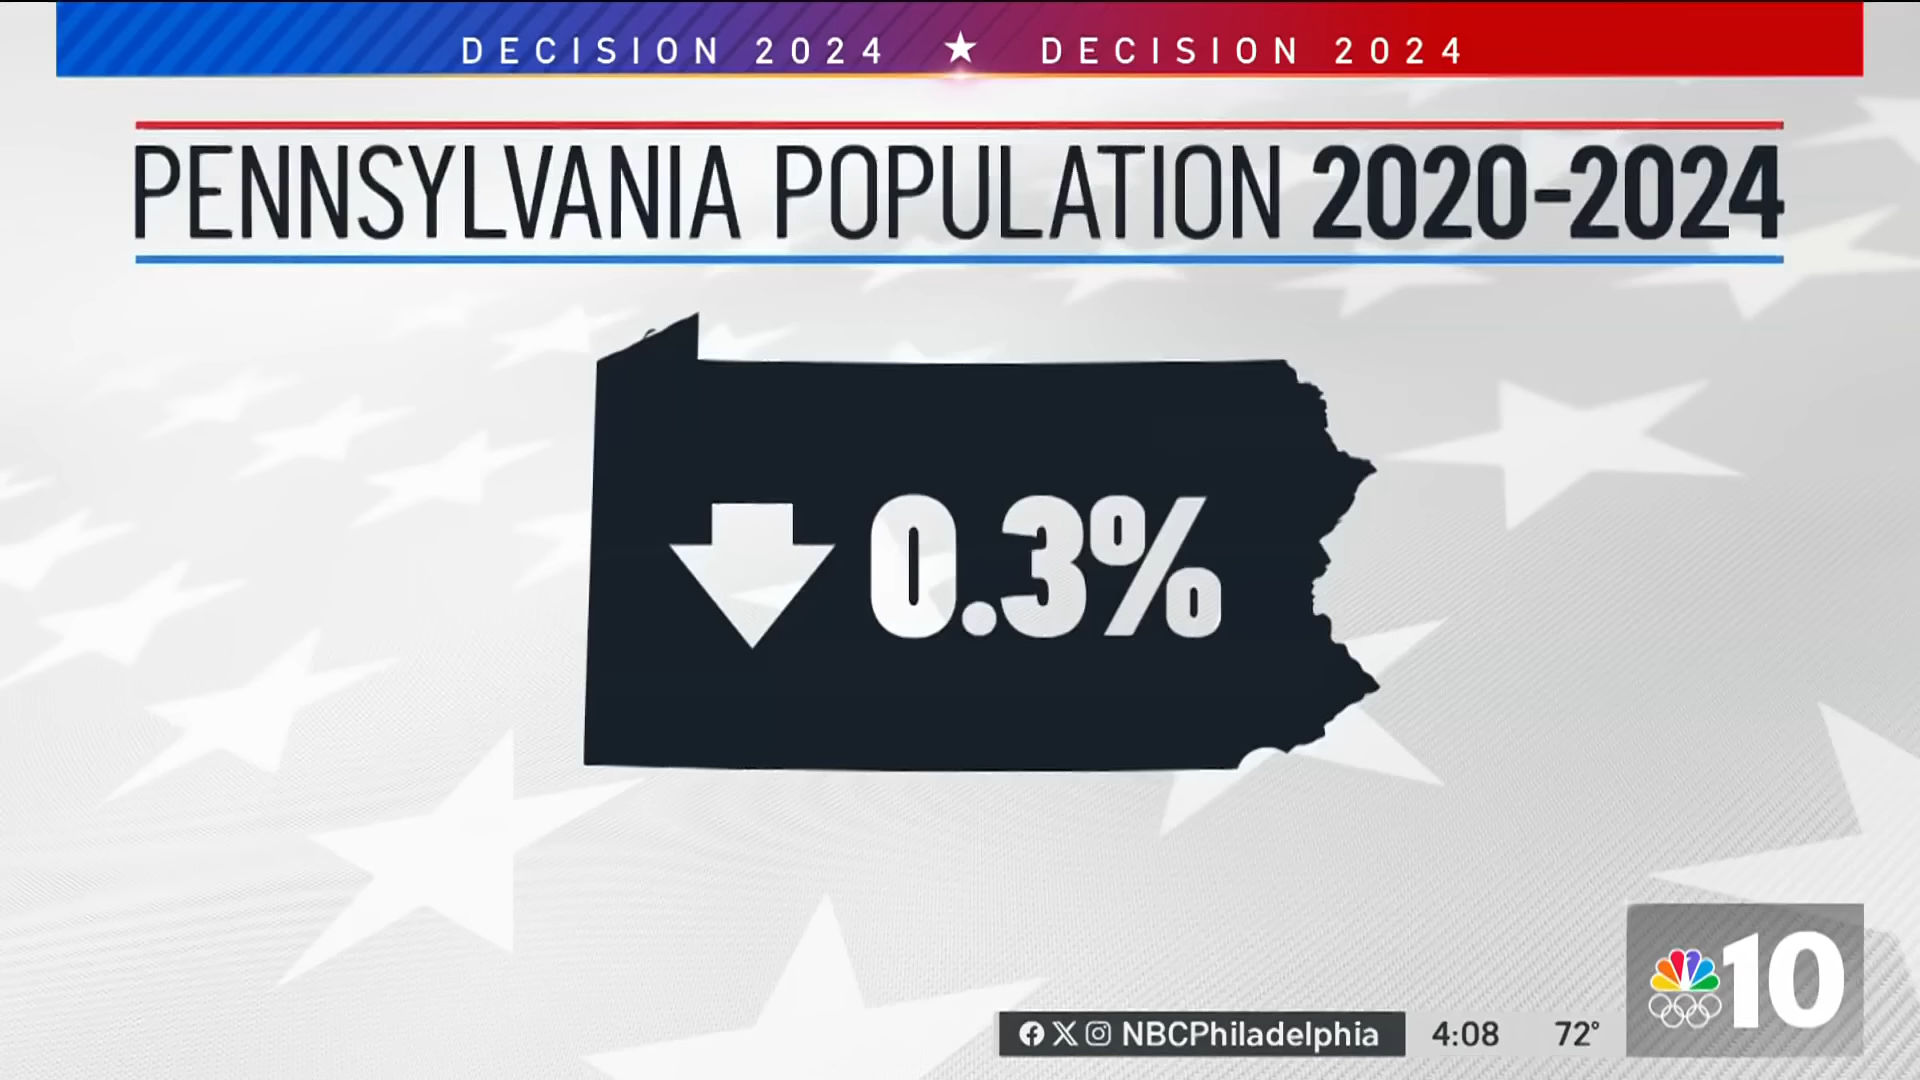 DECISION 2024 ★ DECISION 2024
PENNSYLVANIA POPULATION 2020-2024
0.3%
10
NBCPhiladelphia 4:08 72°